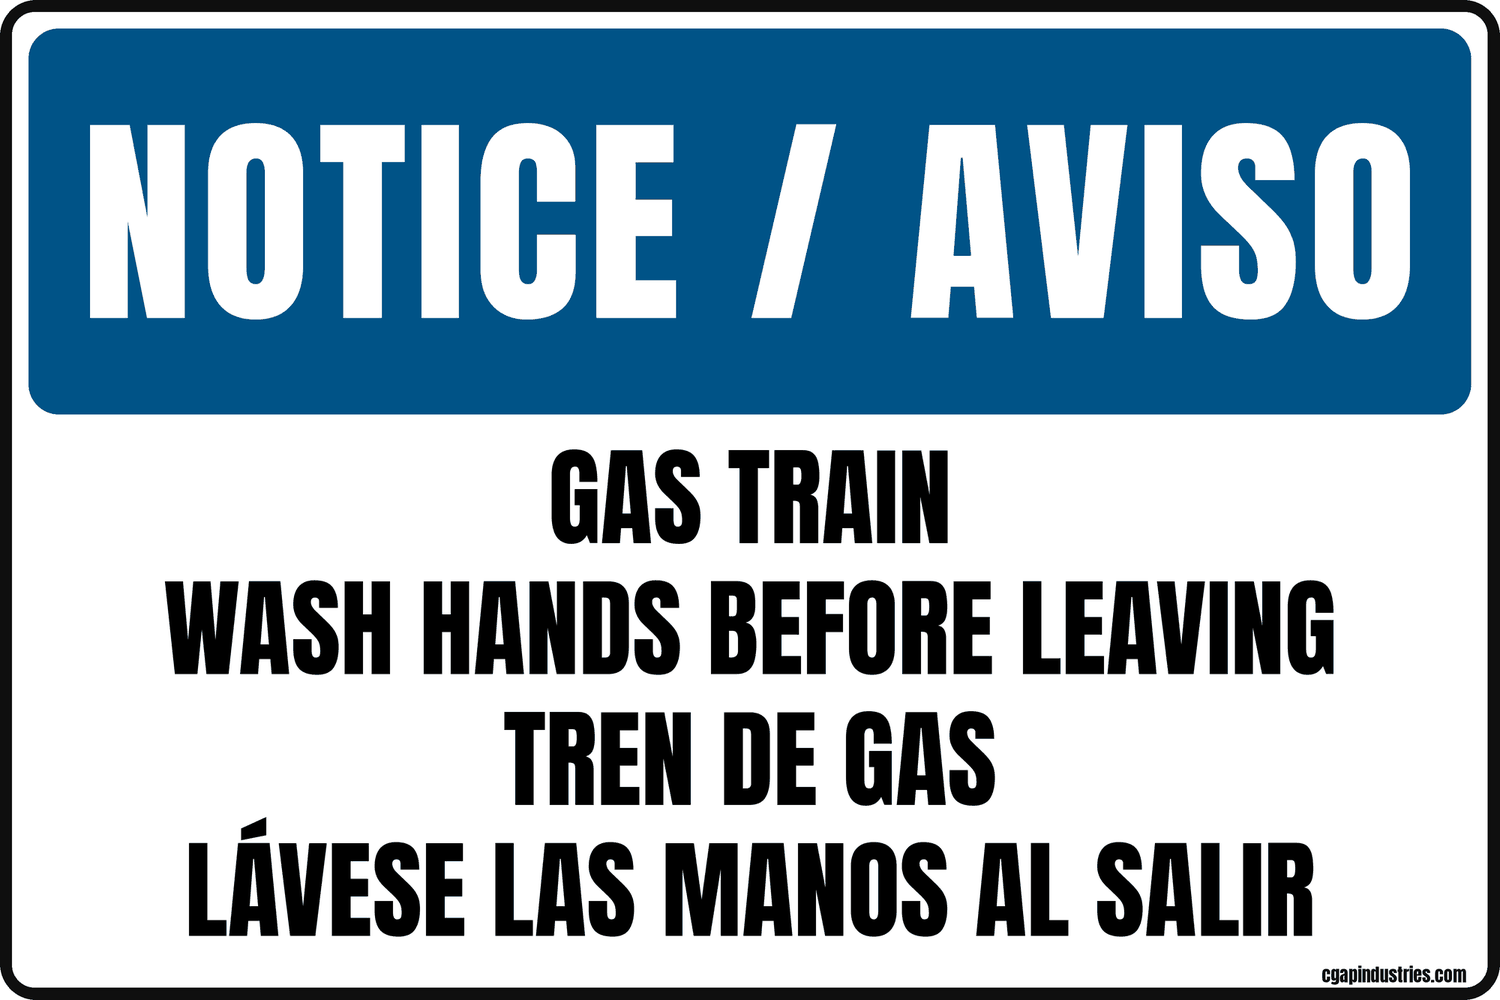 NOTICE / AVISO
GAS TRAIN
WASH HANDS BEFORE LEAVING
TREN DE GAS
LÁVESE LAS MANOS AL SALIR
cgapindustries.com